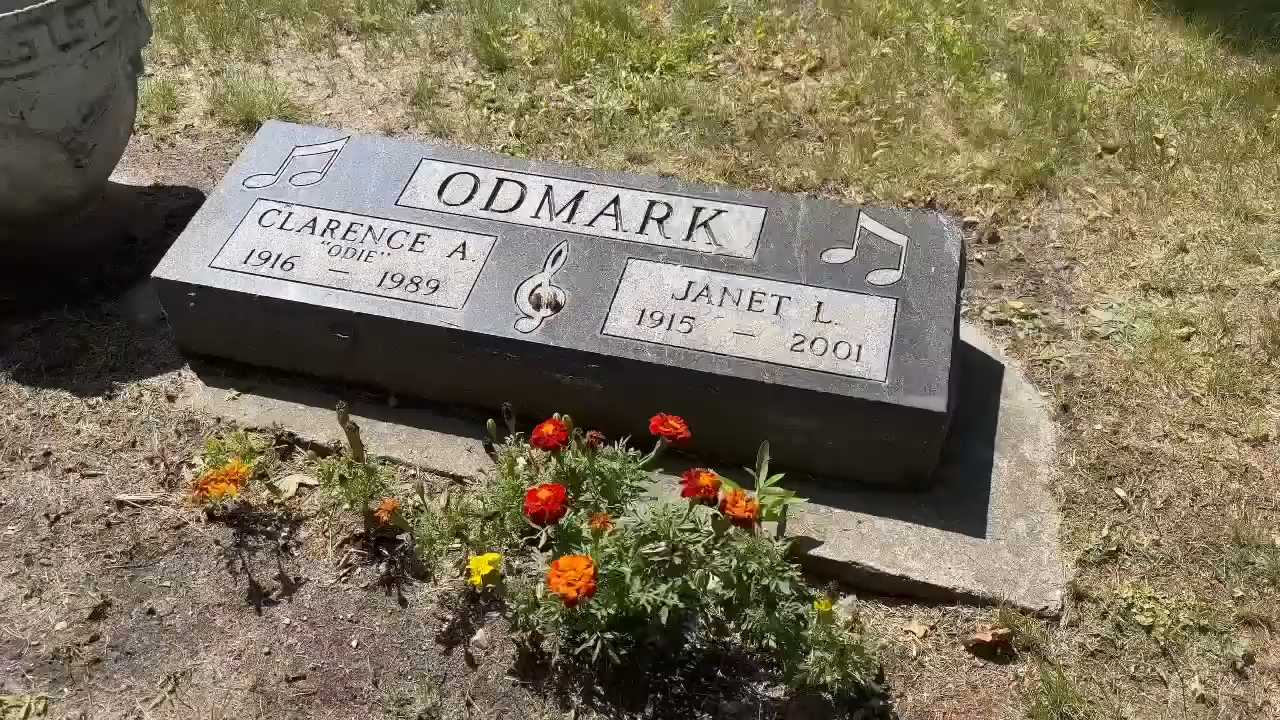 ODMARK
CLARENCE A.
"ODIE"
1916 — 1989
JANET L.
1915 — 2001